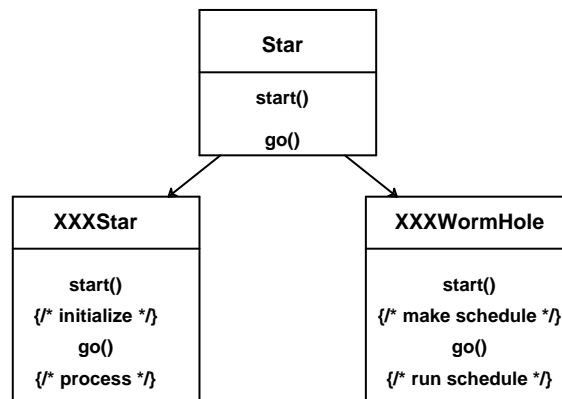 Star
start()
go()
XXXStar
start()
{/* initialize */}
go()
{/* process */}
XXXWormHole
start()
{/* make schedule */}
go()
{/* run schedule */}